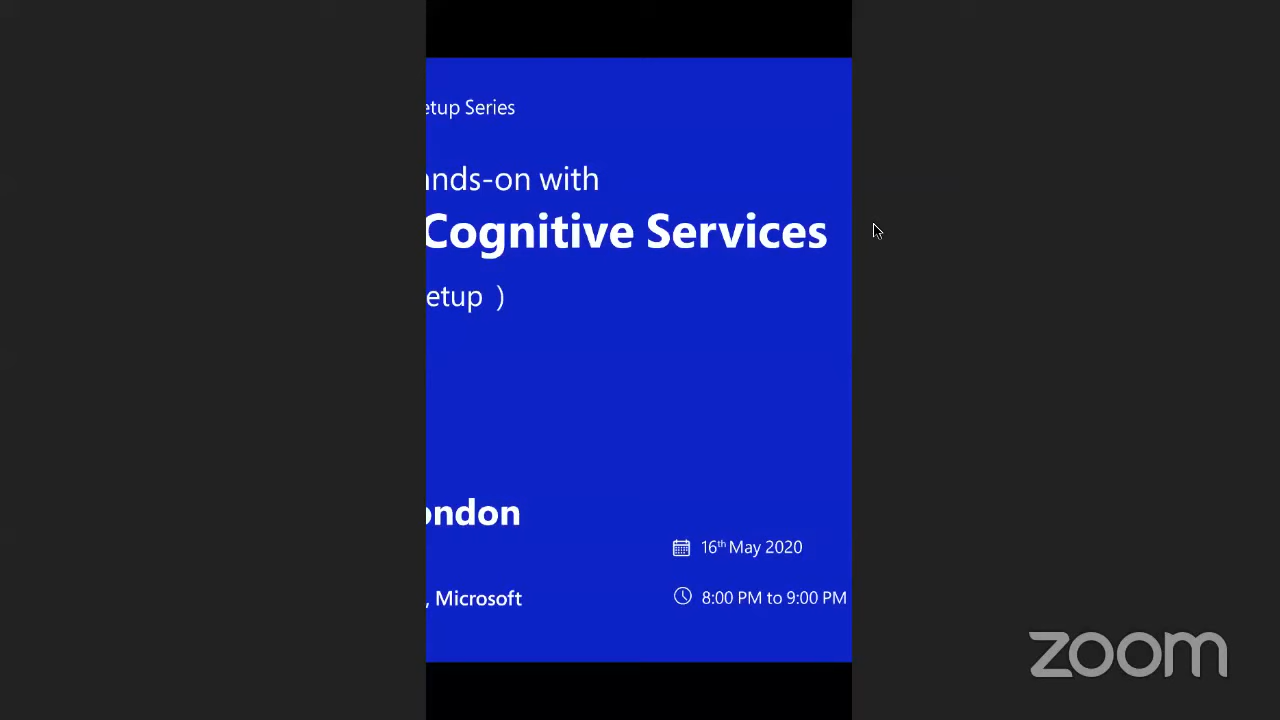 etup Series
ands-on with
Cognitive Services
etup )
ondon
16th May 2020
, Microsoft
8:00 PM to 9:00 PM
zoom